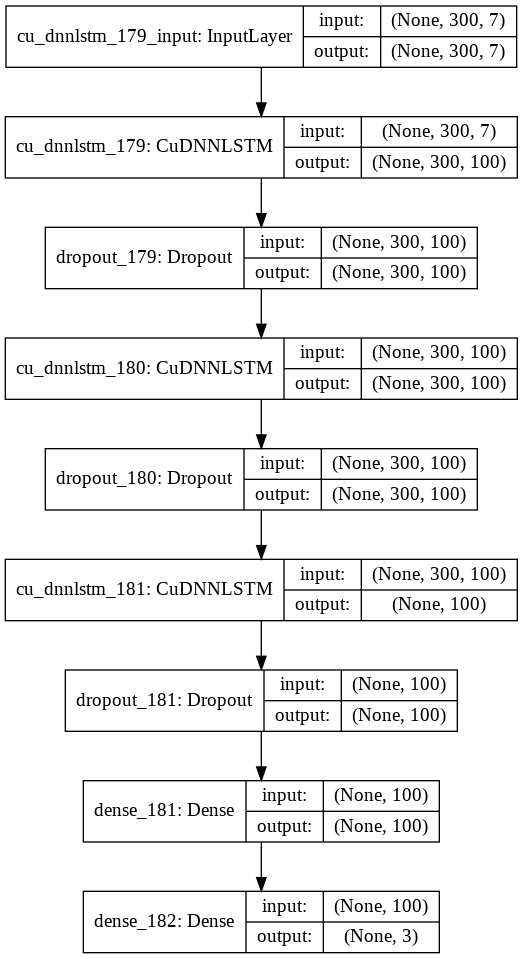 cu_dnnlstm_179_input: InputLayer
input: (None, 300, 7)
output: (None, 300, 7)
cu_dnnlstm_179: CuDNNLSTM
input: (None, 300, 7)
output: (None, 300, 100)
dropout_179: Dropout
input: (None, 300, 100)
output: (None, 300, 100)
cu_dnnlstm_180: CuDNNLSTM
input: (None, 300, 100)
output: (None, 300, 100)
dropout_180: Dropout
input: (None, 300, 100)
output: (None, 300, 100)
cu_dnnlstm_181: CuDNNLSTM
input: (None, 300, 100)
output: (None, 100)
dropout_181: Dropout
input: (None, 100)
output: (None, 100)
dense_181: Dense
input: (None, 100)
output: (None, 100)
dense_182: Dense
input: (None, 100)
output: (None, 3)